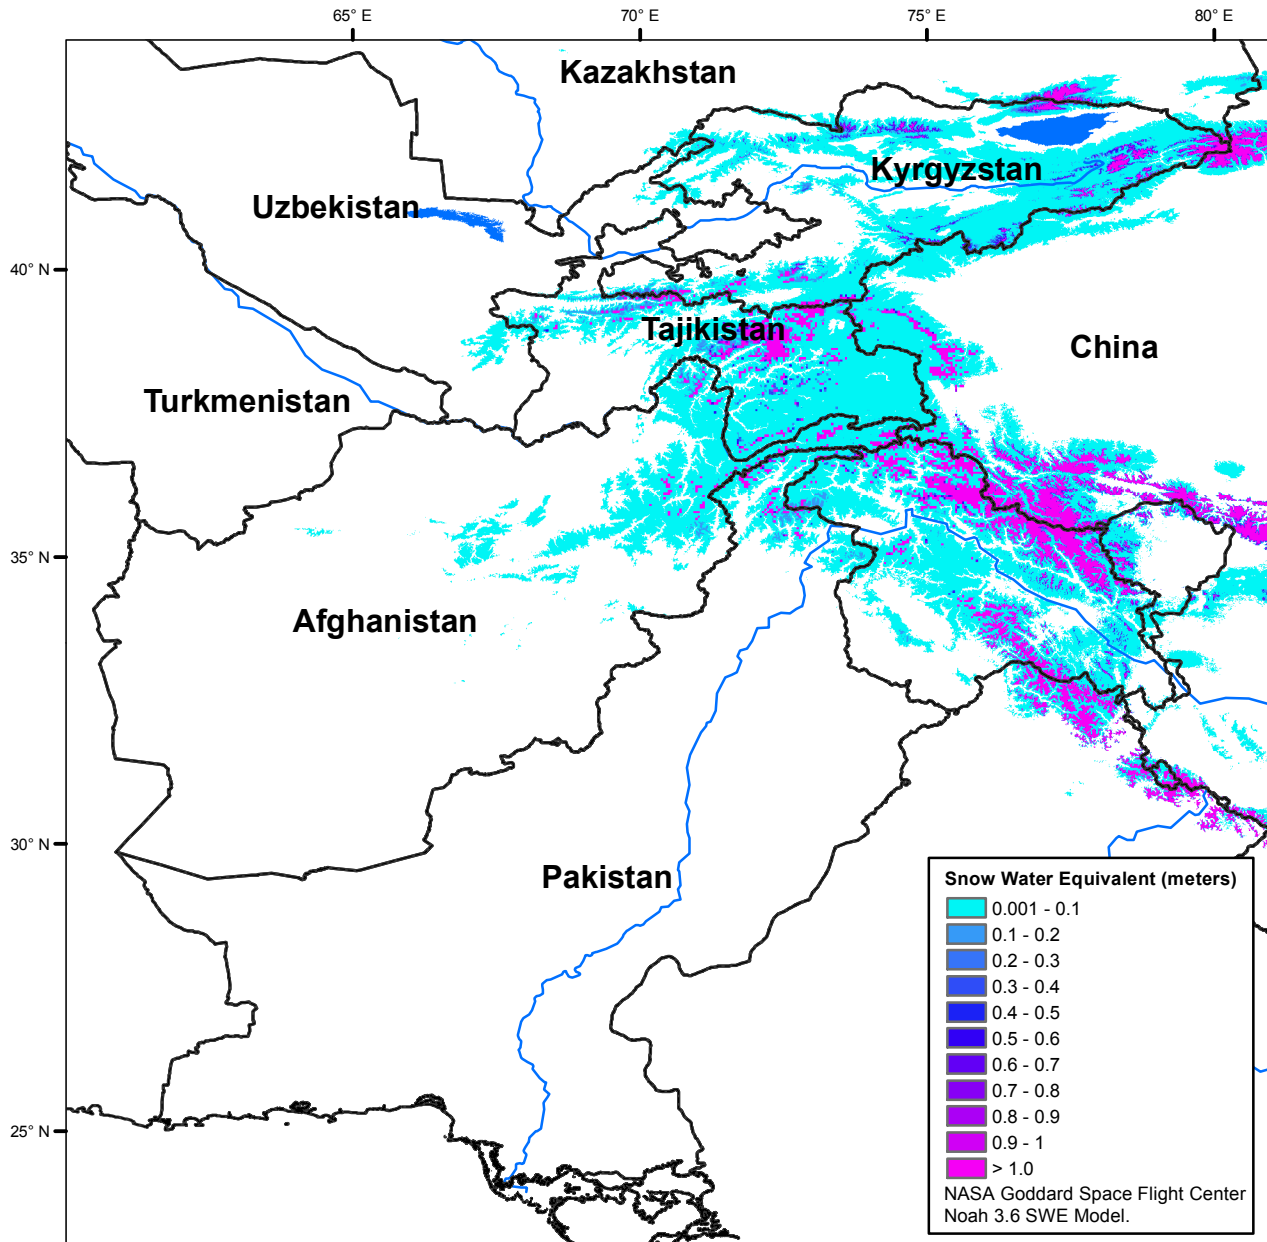 65° E
70° E
75° E
80° E
Kazakhstan
Kyrgyzstan
Uzbekistan
40° N
Tajikistan
China
Turkmenistan
35° N
Afghanistan
30° N
Pakistan
25° N
Snow Water Equivalent (meters)
0.001 - 0.1
0.1 - 0.2
0.2 - 0.3
0.3 - 0.4
0.4 - 0.5
0.5 - 0.6
0.6 - 0.7
0.7 - 0.8
0.8 - 0.9
0.9 - 1
> 1.0
NASA Goddard Space Flight Center
Noah 3.6 SWE Model.